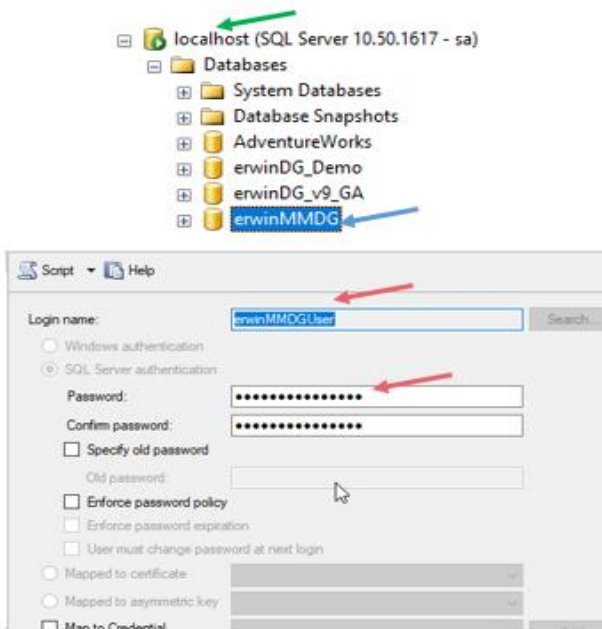 localhost (SQL Server 10.50.1617 - sa)
Databases
System Databases
Database Snapshots
AdventureWorks
erwinDG_Demo
erwinDG_v9_GA
erwinMMDG
Script Help
Login name: erwinMMDGUser Search...
Windows authentication
SQL Server authentication
Password: ●●●●●●●●●●●●●●●
Confirm password: ●●●●●●●●●●●●●●●
Specify old password
Old password:
Enforce password policy
Enforce password expiration
User must change password at next login
Mapped to certificate
Mapped to asymmetric key
Map to Credential